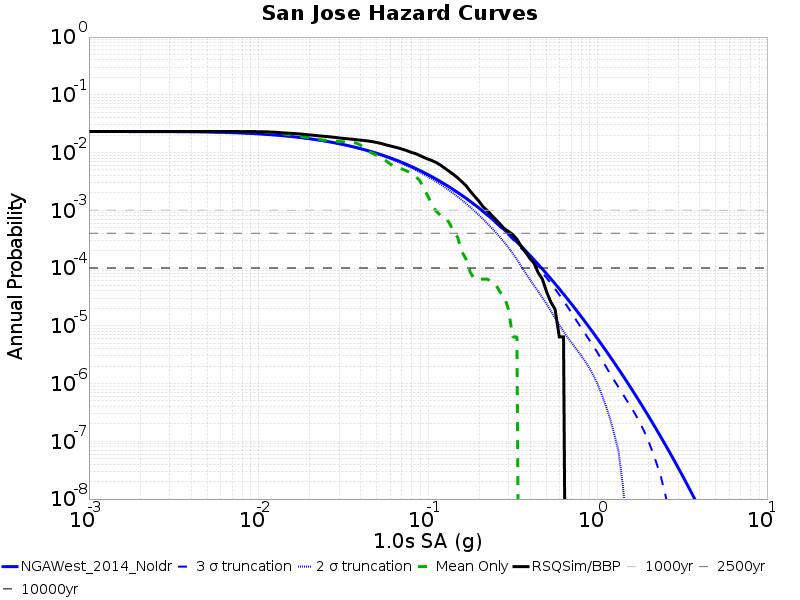 San Jose Hazard Curves
10^0
10^-1
10^-2
10^-3
10^-4
10^-5
10^-6
10^-7
10^-8
Annual Probability
10^-3 10^-2 10^-1 10^0 10^1
1.0s SA (g)
NGAWest_2014_NoIdr 3 σ truncation 2 σ truncation Mean Only RSQSim/BBP 1000yr 2500yr
10000yr